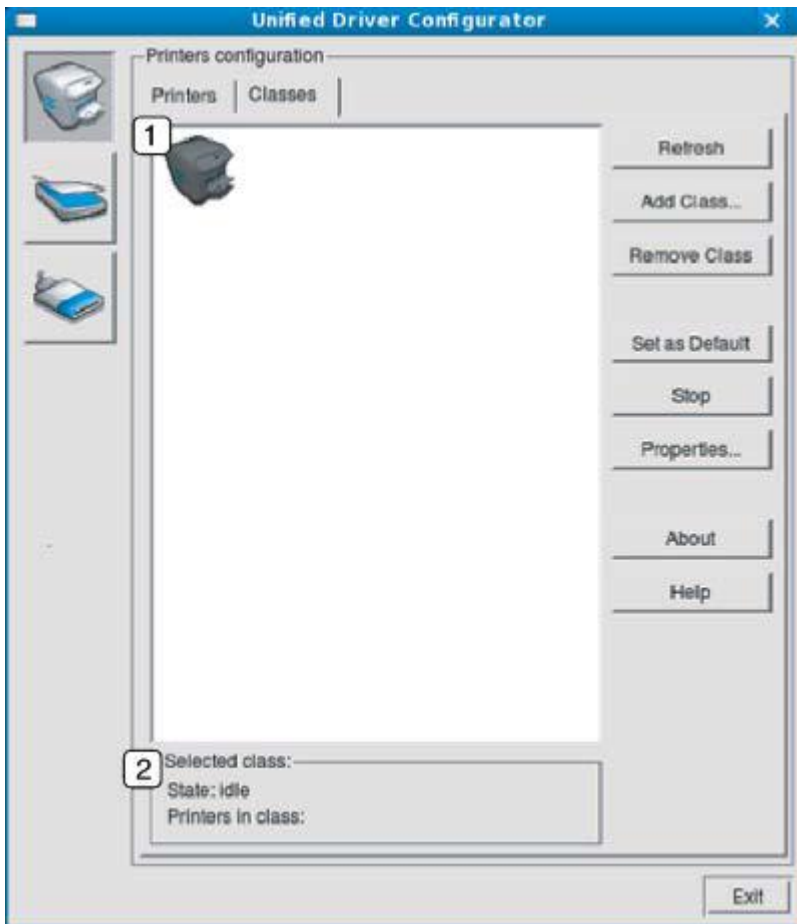 Unified Driver Configurator
Printers configuration
Printers
Classes
1
Refresh
Add Class...
Remove Class
Set as Default
Stop
Properties...
About
Help
2
Selected class:
State: idle
Printers in class:
Exit